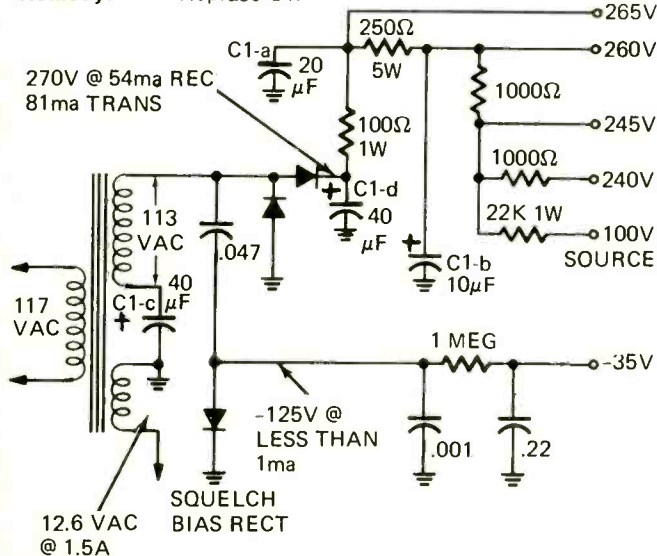 265V
250Ω
260V
C1-a
20
µF
5W
270V @ 54ma REC
81ma TRANS
1000Ω
100Ω
1W
245V
1000Ω
240V
C1-d
40
µF
113
VAC
.047
22K 1W
100V
SOURCE
C1-b
10µF
40
µF
C1-c
117
VAC
1 MEG
-35V
-125V @
LESS THAN
1ma
.001
.22
SQUELCH
BIAS RECT
12.6 VAC
@ 1.5A